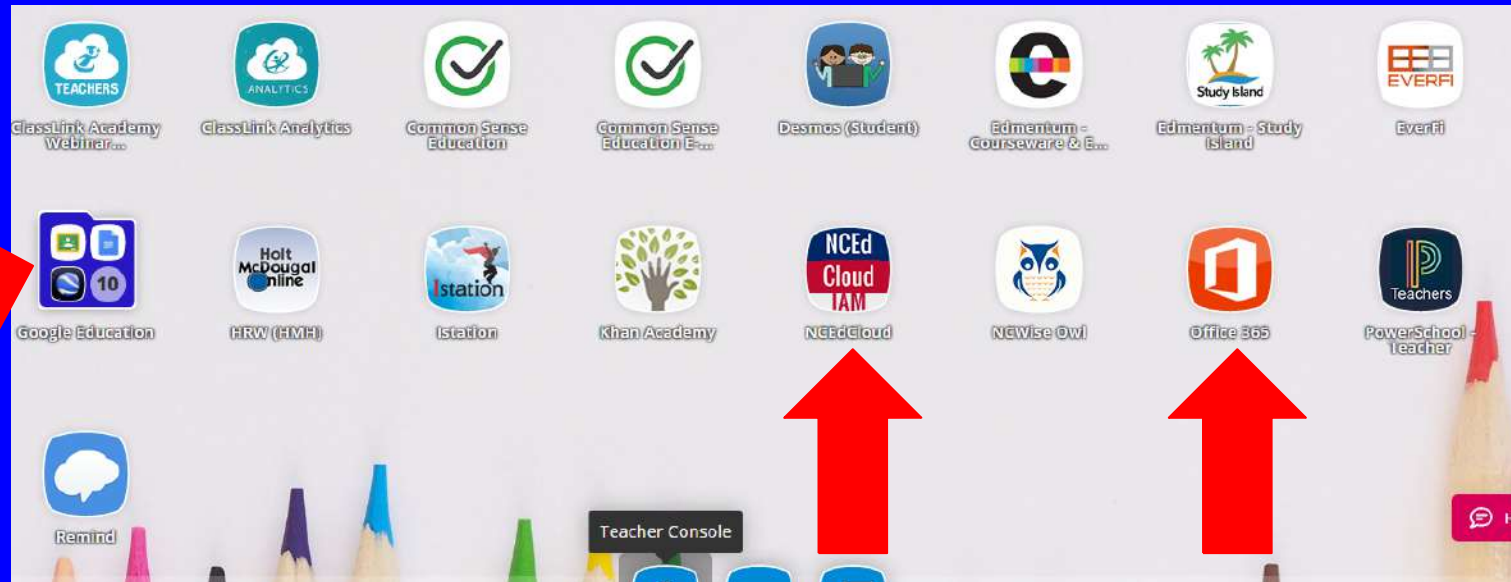 TEACHERS
ANALYTICS
Study Island
EVERFI
ClassLink Academy
Webinar...
ClassLink Analytics
Common Sense
Education
Common Sense
Education E-...
Desmos (Student)
Edmentum -
Courseware & E...
Edmentum - Study
Island
EverFi
10
Holt
McDougal
Online
Istation
NCEd
Cloud
IAM
Teachers
Google Education
HRW (HMH)
Istation
Khan Academy
NCEdCloud
NCWise Owl
Office 365
PowerSchool -
Teacher
Remind
Teacher Console
H